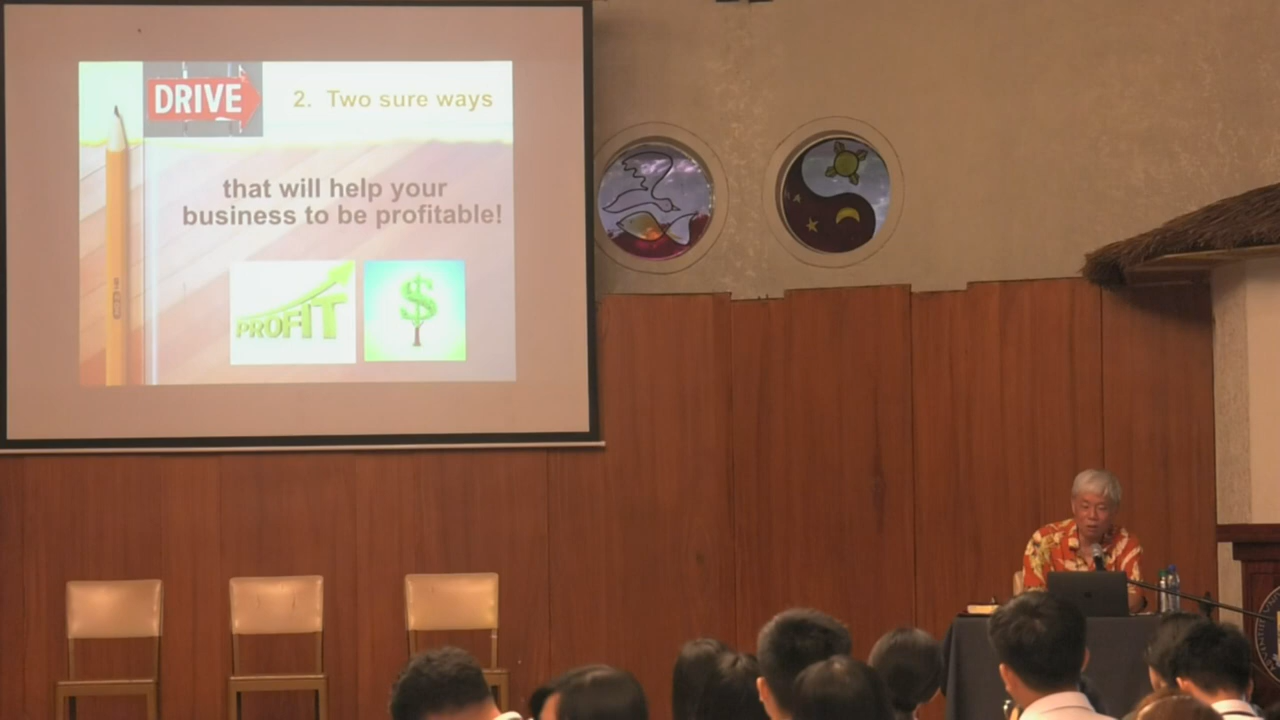 DRIVE
2. Two sure ways
that will help your
business to be profitable!
PROFIT
$